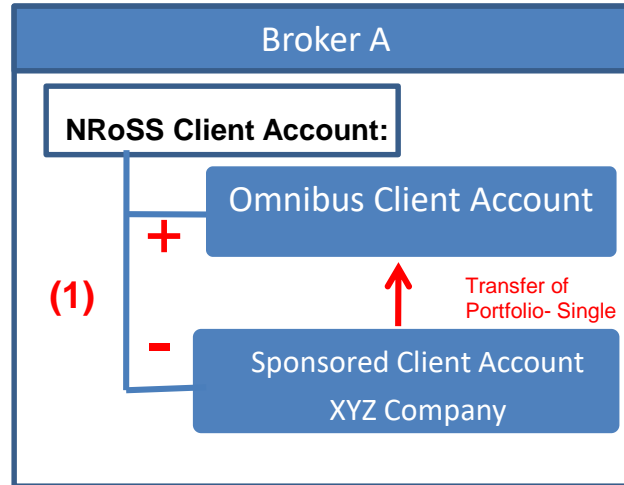 Broker A
NRoSS Client Account:
Omnibus Client Account
+
(1)
Transfer of
Portfolio- Single
-
Sponsored Client Account
XYZ Company